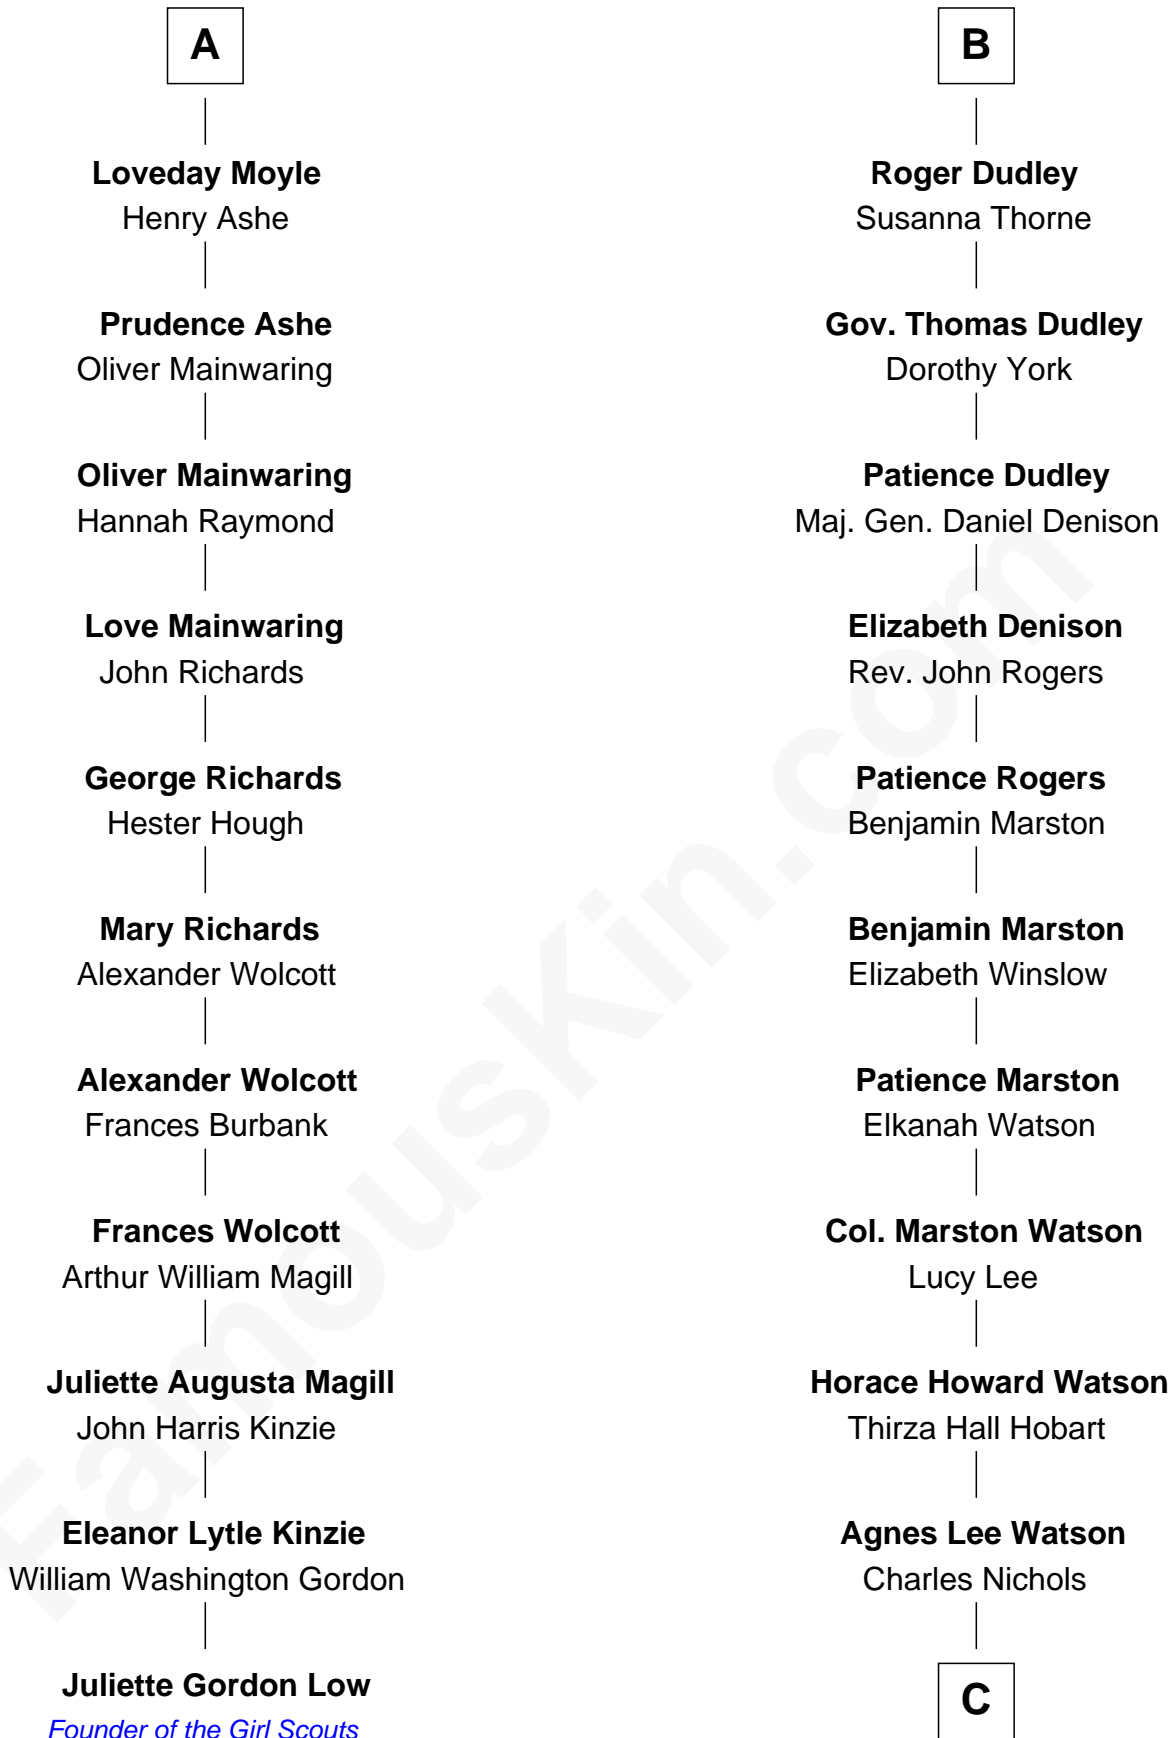 A
Loveday Moyle
Henry Ashe
Prudence Ashe
Oliver Mainwaring
Oliver Mainwaring
Hannah Raymond
Love Mainwaring
John Richards
George Richards
Hester Hough
Mary Richards
Alexander Wolcott
Alexander Wolcott
Frances Burbank
Frances Wolcott
Arthur William Magill
Juliette Augusta Magill
John Harris Kinzie
Eleanor Lytle Kinzie
William Washington Gordon
Juliette Gordon Low
Founder of the Girl Scouts
B
Roger Dudley
Susanna Thorne
Gov. Thomas Dudley
Dorothy York
Patience Dudley
Maj. Gen. Daniel Denison
Elizabeth Denison
Rev. John Rogers
Patience Rogers
Benjamin Marston
Benjamin Marston
Elizabeth Winslow
Patience Marston
Elkanah Watson
Col. Marston Watson
Lucy Lee
Horace Howard Watson
Thirza Hall Hobart
Agnes Lee Watson
Charles Nichols
C
FamousKin.com